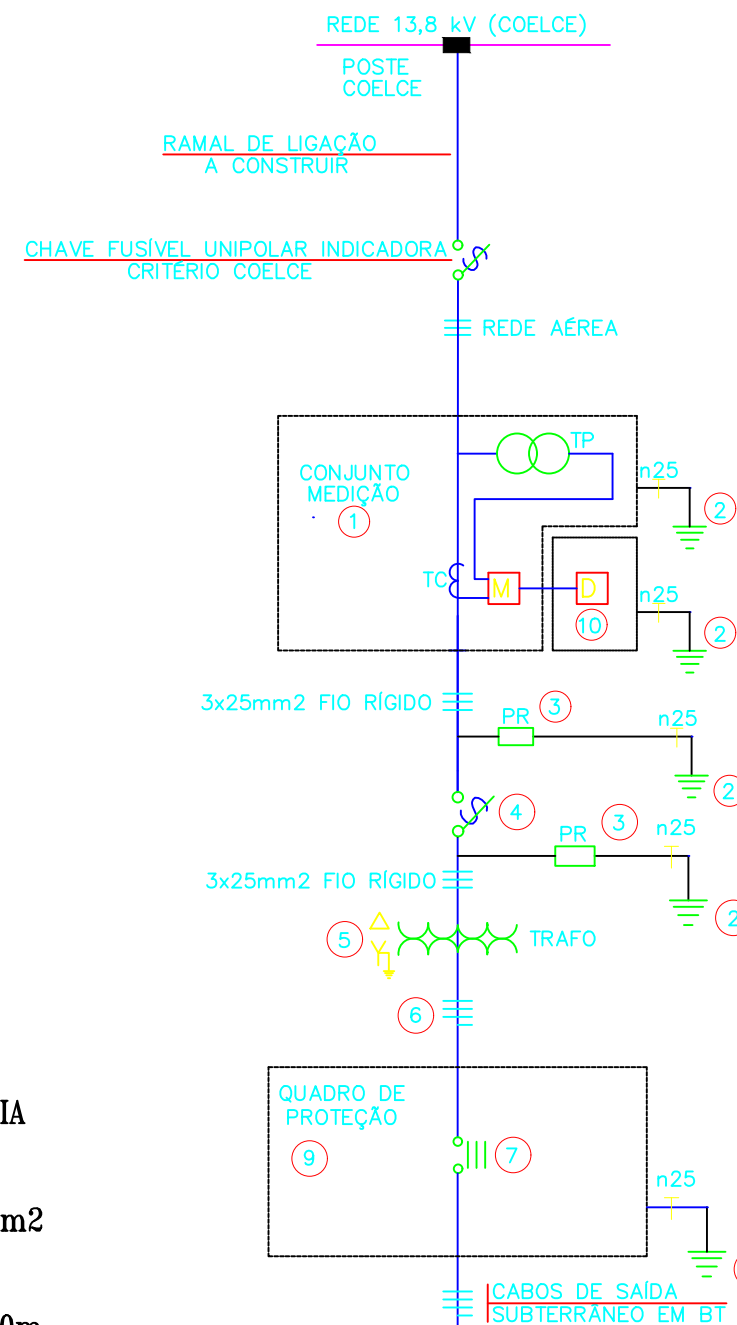 REDE 13,8 kV (COELCE)
POSTE
COELCE
RAMAL DE LIGAÇÃO
A CONSTRUIR
CHAVE FUSÍVEL UNIPOLAR INDICADORA
CRITÉRIO COELCE
REDE AÉREA
TP
CONJUNTO
MEDIÇÃO
1
n25
2
TC
M
D
10
n25
2
3x25mm2 FIO RÍGIDO
PR
3
n25
2
4
PR
3
n25
3x25mm2 FIO RÍGIDO
2
5
TRAFO
6
QUADRO DE
PROTEÇÃO
9
7
IA
n25
m2
CABOS DE SAÍDA
SUBTERRÂNEO EM BT